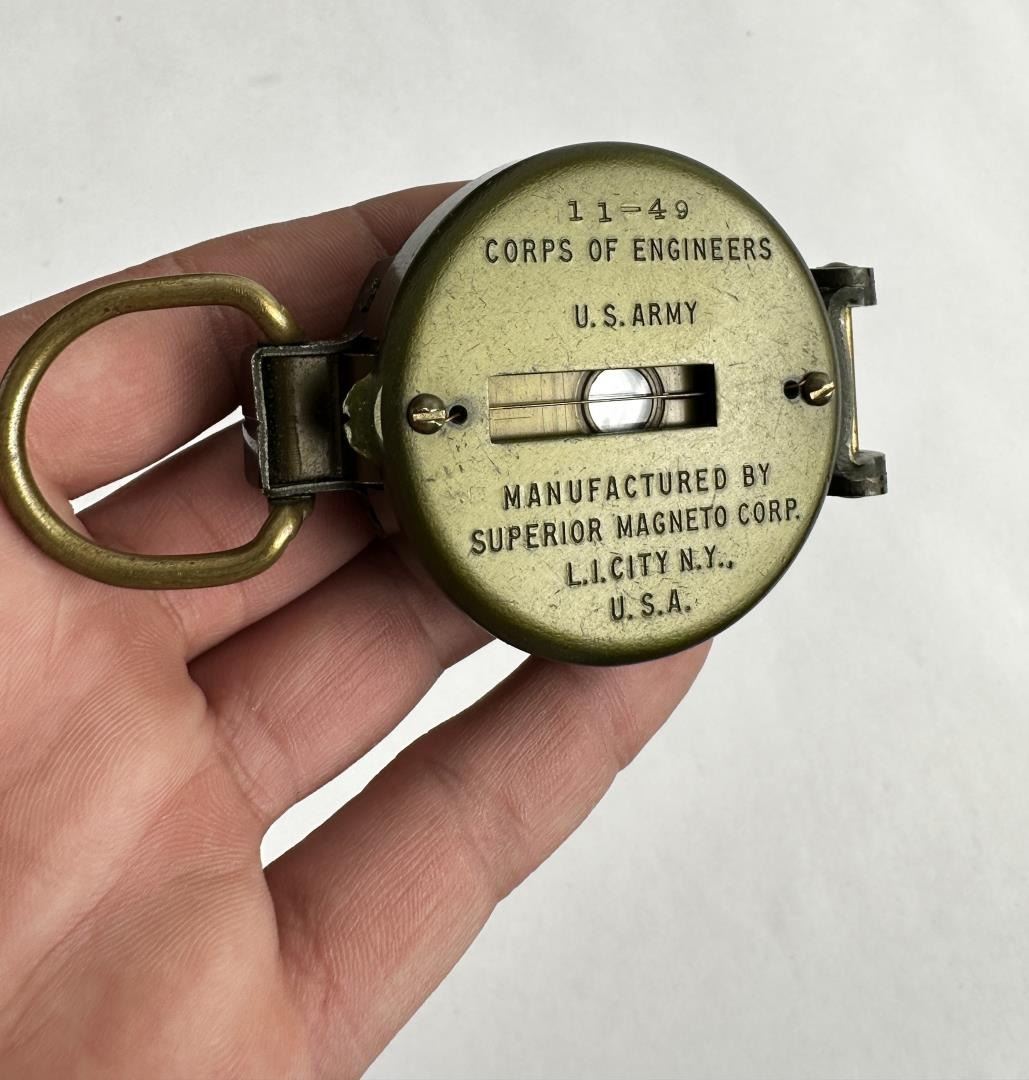 11-49
CORPS OF ENGINEERS
U.S.ARMY
MANUFACTURED BY
SUPERIOR MAGNETO CORP.
L.I.CITY N.Y.,
U.S.A.